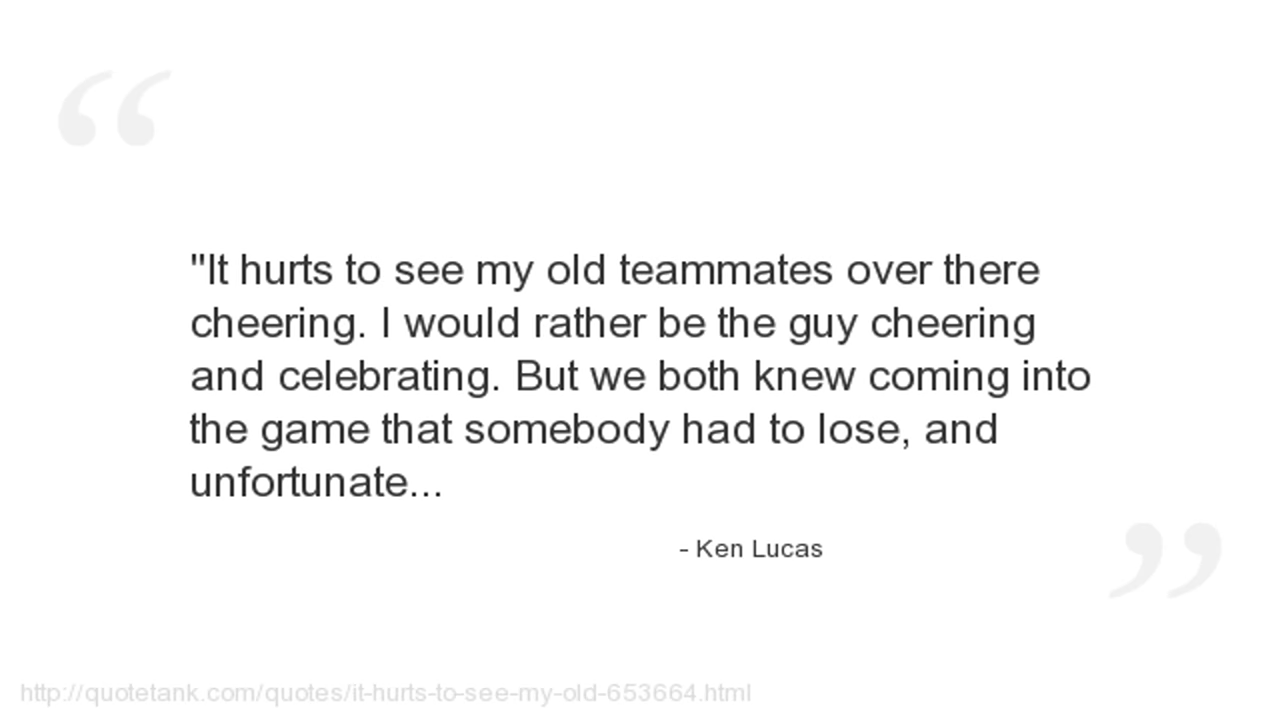 "It hurts to see my old teammates over there
cheering. I would rather be the guy cheering
and celebrating. But we both knew coming into
the game that somebody had to lose, and
unfortunate...
- Ken Lucas
http://quotetank.com/quotes/it-hurts-to-see-my-old-653664.html